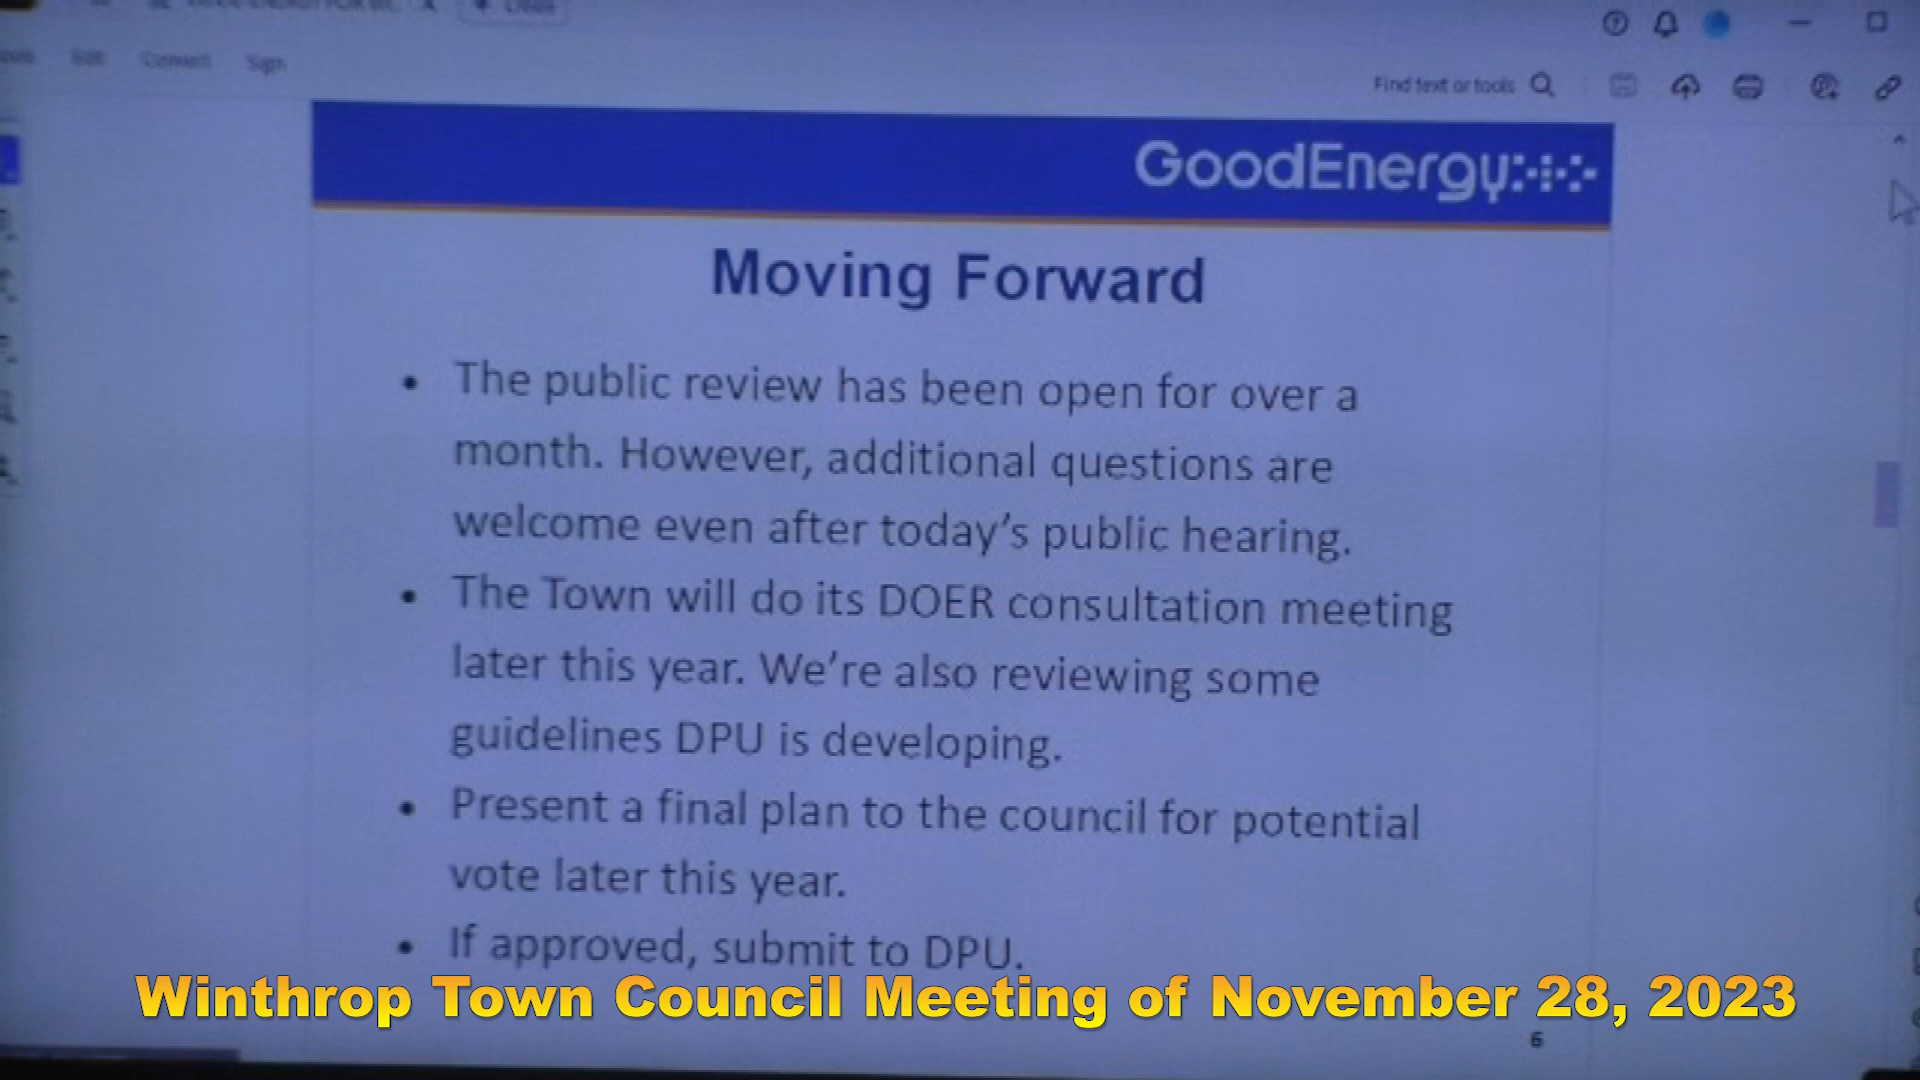 Edit
Convert
Sign
Find text or tools
GoodEnergy
Moving Forward
• The public review has been open for over a
month. However, additional questions are
welcome even after today's public hearing.
• The Town will do its DOER consultation meeting
later this year. We're also reviewing some
guidelines DPU is developing.
• Present a final plan to the council for potential
vote later this year.
• If approved, submit to DPU.
Winthrop Town Council Meeting of November 28, 2023
6